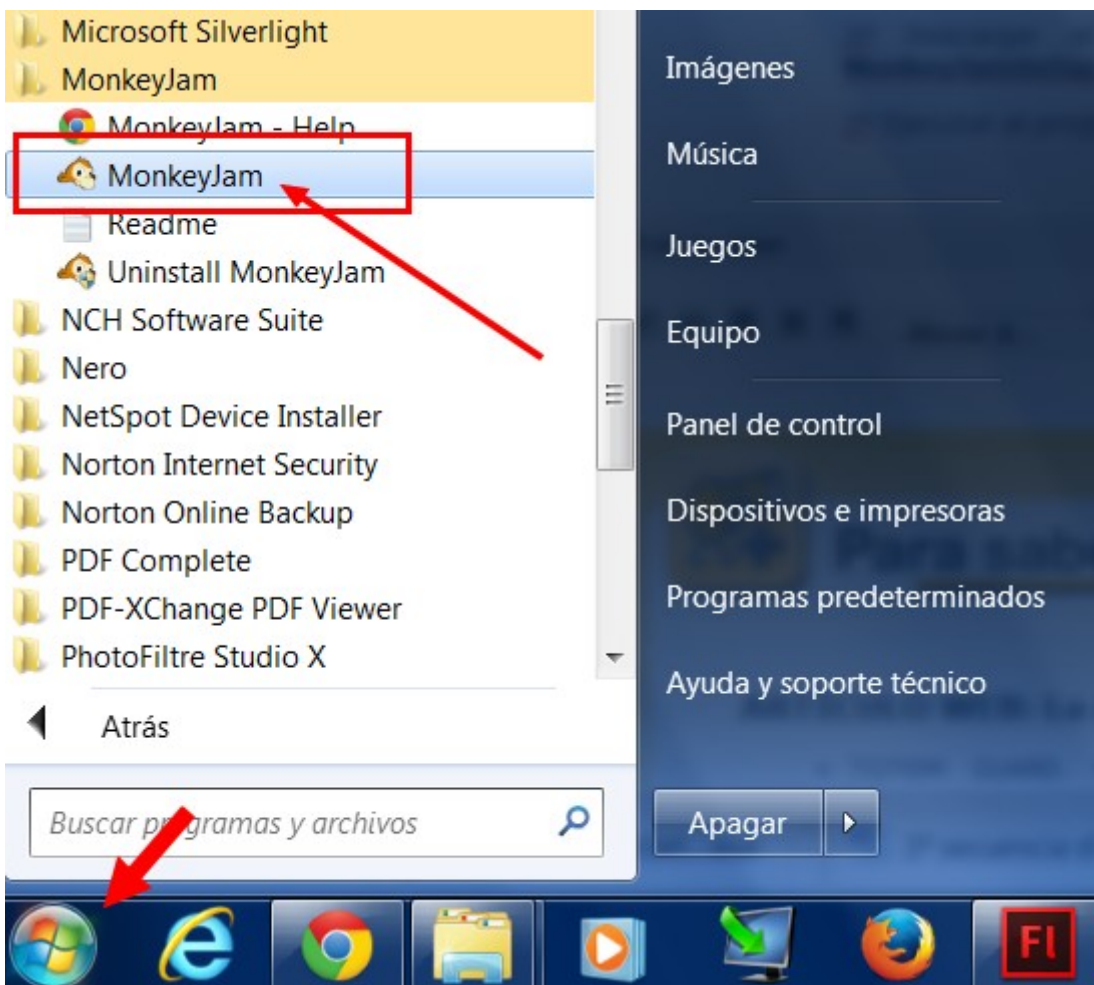 Microsoft Silverlight
MonkeyJam
MonkeyJam - Help
MonkeyJam
Readme
Uninstall MonkeyJam
NCH Software Suite
Nero
NetSpot Device Installer
Norton Internet Security
Norton Online Backup
PDF Complete
PDF-XChange PDF Viewer
PhotoFiltre Studio X
Atrás
Buscar programas y archivos
Imágenes
Música
Juegos
Equipo
Panel de control
Dispositivos e impresoras
Programas predeterminados
Ayuda y soporte técnico
Apagar
Para sab
Fl